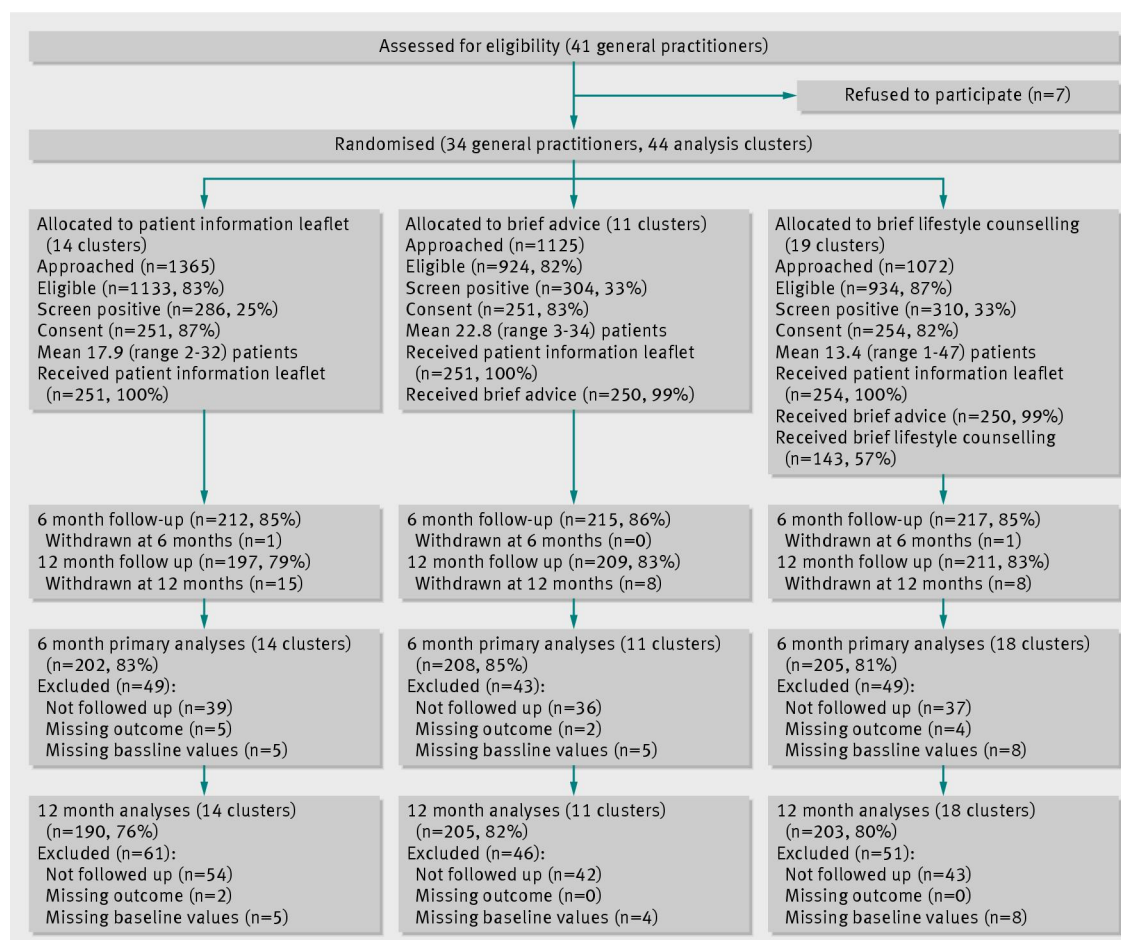 Assessed for eligibility (41 general practitioners)
Refused to participate (n=7)
Randomised (34 general practitioners, 44 analysis clusters)
Allocated to patient information leaflet
(14 clusters)
Approached (n=1365)
Eligible (n=1133, 83%)
Screen positive (n=286, 25%)
Consent (n=251, 87%)
Mean 17.9 (range 2-32) patients
Received patient information leaflet
(n=251, 100%)
Allocated to brief advice (11 clusters)
Approached (n=1125)
Eligible (n=924, 82%)
Screen positive (n=304, 33%)
Consent (n=251, 83%)
Mean 22.8 (range 3-34) patients
Received patient information leaflet
(n=251, 100%)
Received brief advice (n=250, 99%)
Allocated to brief lifestyle counselling
(19 clusters)
Approached (n=1072)
Eligible (n=934, 87%)
Screen positive (n=310, 33%)
Consent (n=254, 82%)
Mean 13.4 (range 1-47) patients
Received patient information leaflet
(n=254, 100%)
Received brief advice (n=250, 99%)
Received brief lifestyle counselling
(n=143, 57%)
6 month follow-up (n=212, 85%)
Withdrawn at 6 months (n=1)
12 month follow up (n=197, 79%)
Withdrawn at 12 months (n=15)
6 month follow-up (n=215, 86%)
Withdrawn at 6 months (n=0)
12 month follow up (n=209, 83%)
Withdrawn at 12 months (n=8)
6 month follow-up (n=217, 85%)
Withdrawn at 6 months (n=1)
12 month follow up (n=211, 83%)
Withdrawn at 12 months (n=8)
6 month primary analyses (14 clusters)
(n=202, 83%)
Excluded (n=49):
Not followed up (n=39)
Missing outcome (n=5)
Missing bassline values (n=5)
6 month primary analyses (11 clusters)
(n=208, 85%)
Excluded (n=43):
Not followed up (n=36)
Missing outcome (n=2)
Missing bassline values (n=5)
6 month primary analyses (18 clusters)
(n=205, 81%)
Excluded (n=49):
Not followed up (n=37)
Missing outcome (n=4)
Missing bassline values (n=8)
12 month analyses (14 clusters)
(n=190, 76%)
Excluded (n=61):
Not followed up (n=54)
Missing outcome (n=2)
Missing baseline values (n=5)
12 month analyses (11 clusters)
(n=205, 82%)
Excluded (n=46):
Not followed up (n=42)
Missing outcome (n=0)
Missing baseline values (n=4)
12 month analyses (18 clusters)
(n=203, 80%)
Excluded (n=51):
Not followed up (n=43)
Missing outcome (n=0)
Missing baseline values (n=8)